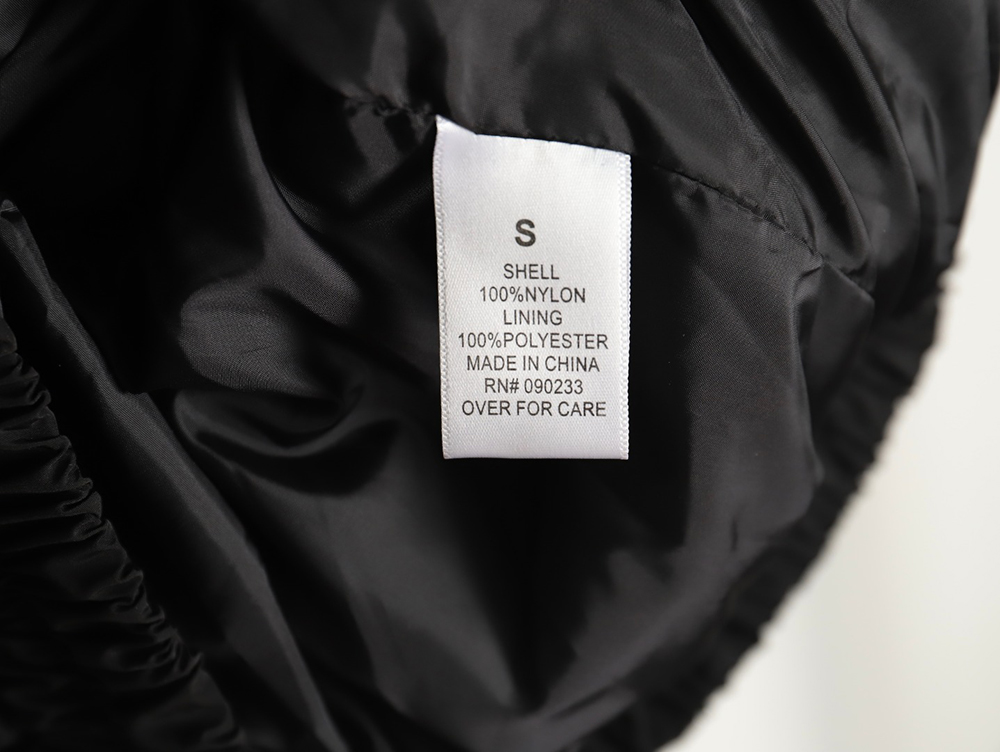 S
SHELL
100%NYLON
LINING
100%POLYESTER
MADE IN CHINA
RN# 090233
OVER FOR CARE